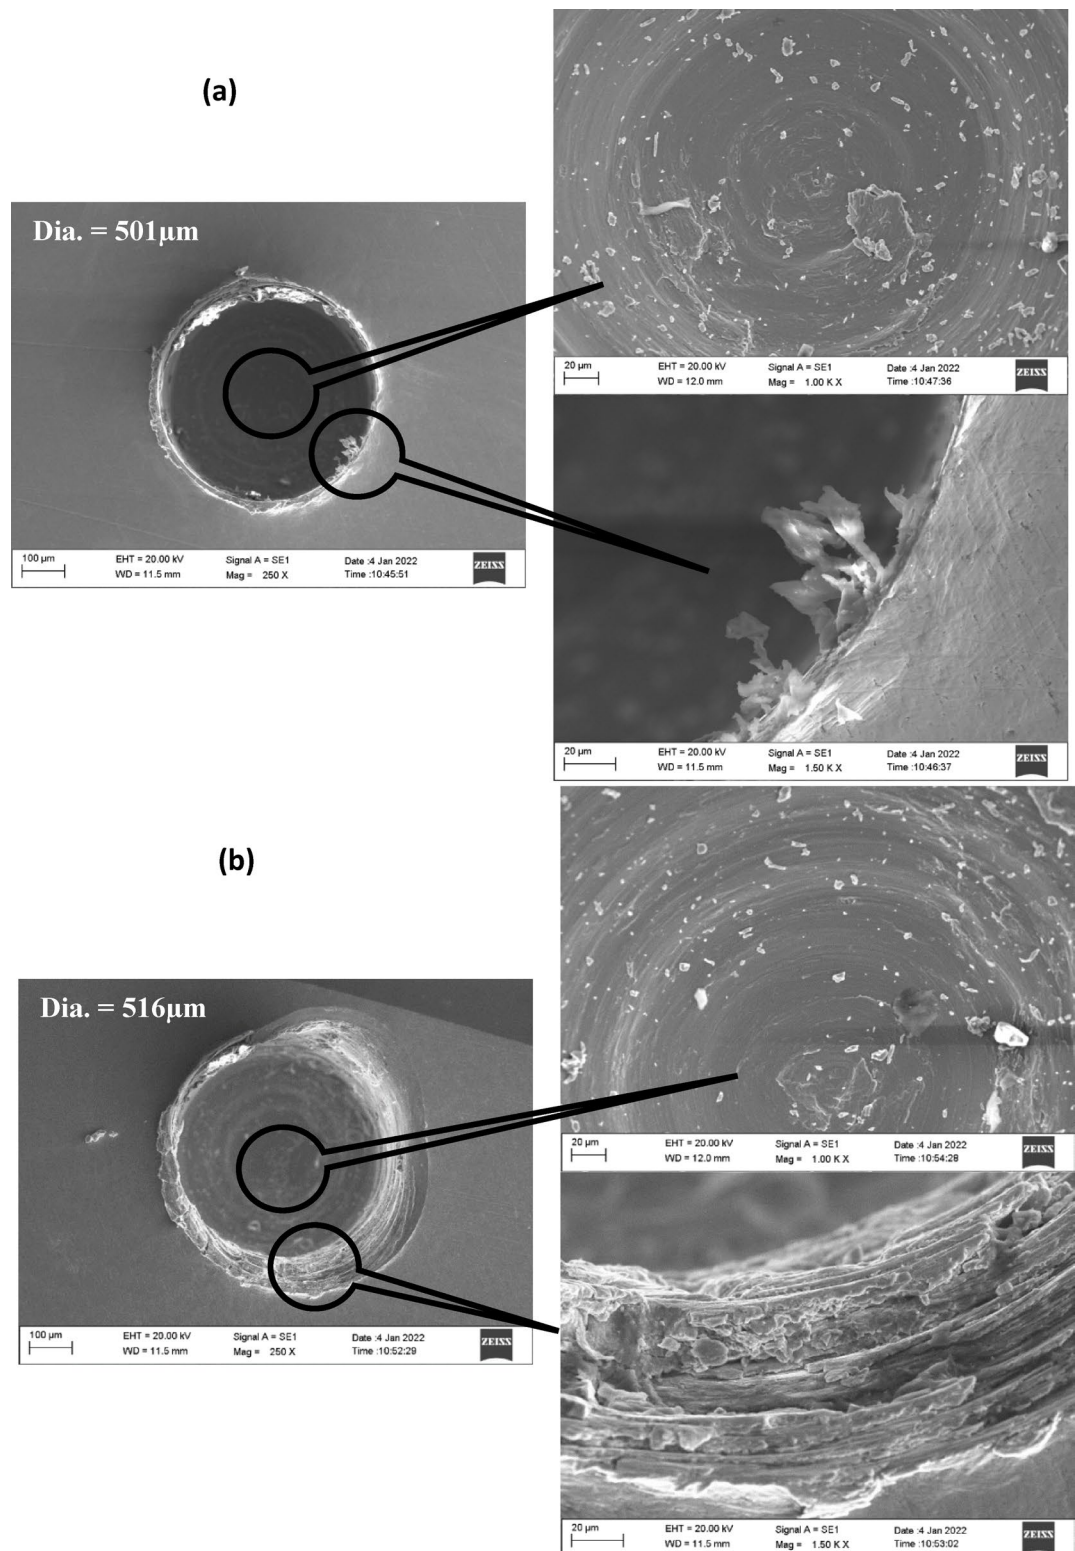 (a)
Dia. = 501μm
100 μm EHT = 20.00 kV Signal A = SE1 Date :4 Jan 2022 ZEISS
WD = 11.5 mm Mag = 250 X Time :10:45:51
20 μm EHT = 20.00 kV Signal A = SE1 Date :4 Jan 2022 ZEISS
WD = 12.0 mm Mag = 1.00 K X Time :10:47:36
20 μm EHT = 20.00 kV Signal A = SE1 Date :4 Jan 2022 ZEISS
WD = 11.5 mm Mag = 1.50 K X Time :10:46:37
(b)
Dia. = 516μm
100 μm EHT = 20.00 kV Signal A = SE1 Date :4 Jan 2022 ZEISS
WD = 11.5 mm Mag = 250 X Time :10:52:29
20 μm EHT = 20.00 kV Signal A = SE1 Date :4 Jan 2022 ZEISS
WD = 12.0 mm Mag = 1.00 K X Time :10:54:28
20 μm EHT = 20.00 kV Signal A = SE1 Date :4 Jan 2022 ZEISS
WD = 11.5 mm Mag = 1.50 K X Time :10:53:02